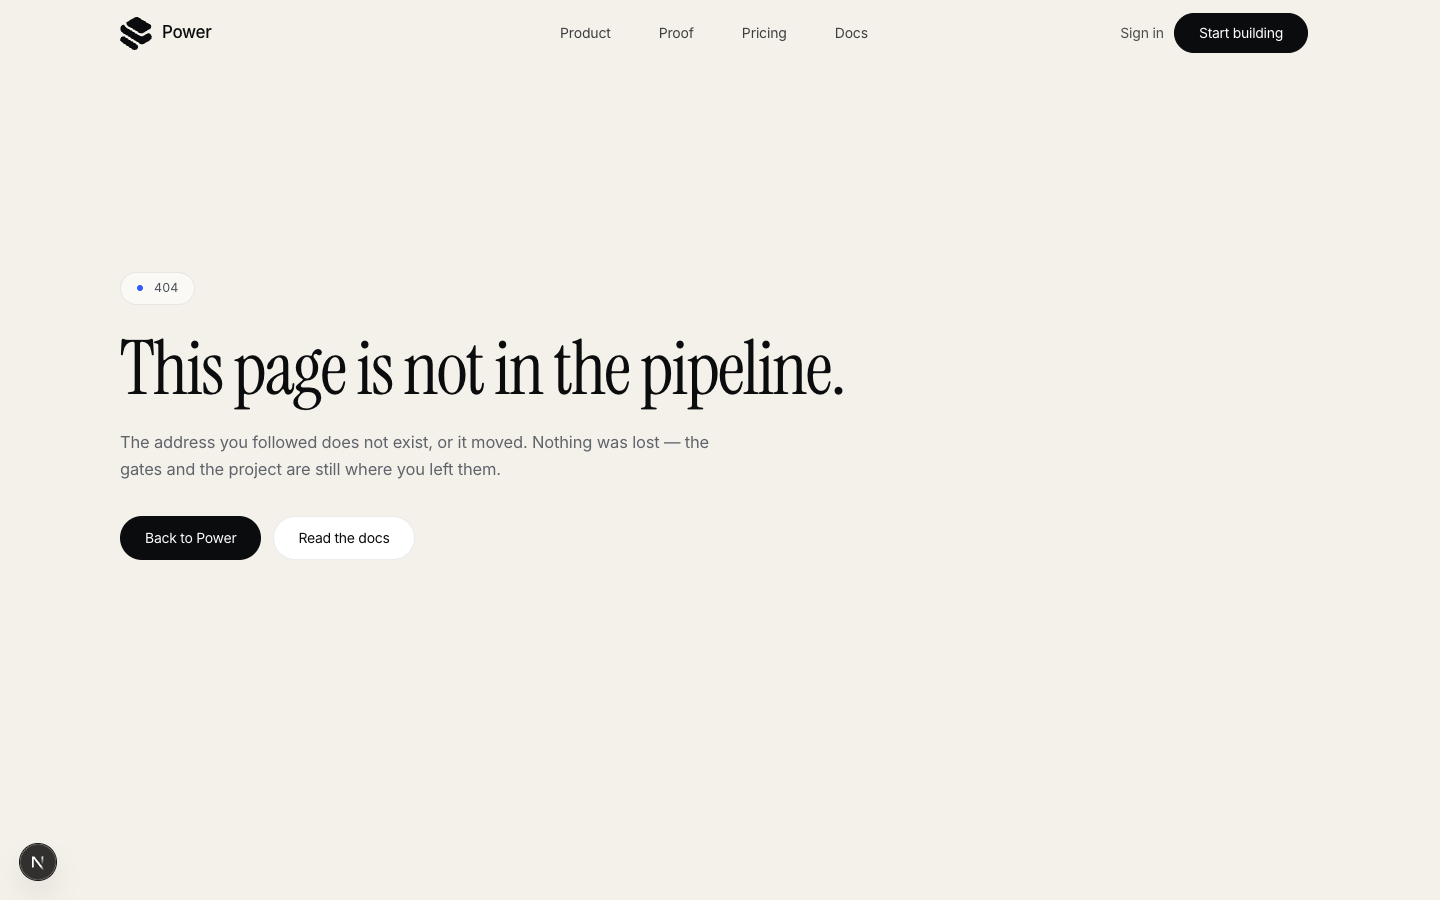 Power
Product
Proof
Pricing
Docs
Sign in
Start building
404
This page is not in the pipeline.
The address you followed does not exist, or it moved. Nothing was lost — the
gates and the project are still where you left them.
Back to Power
Read the docs
N